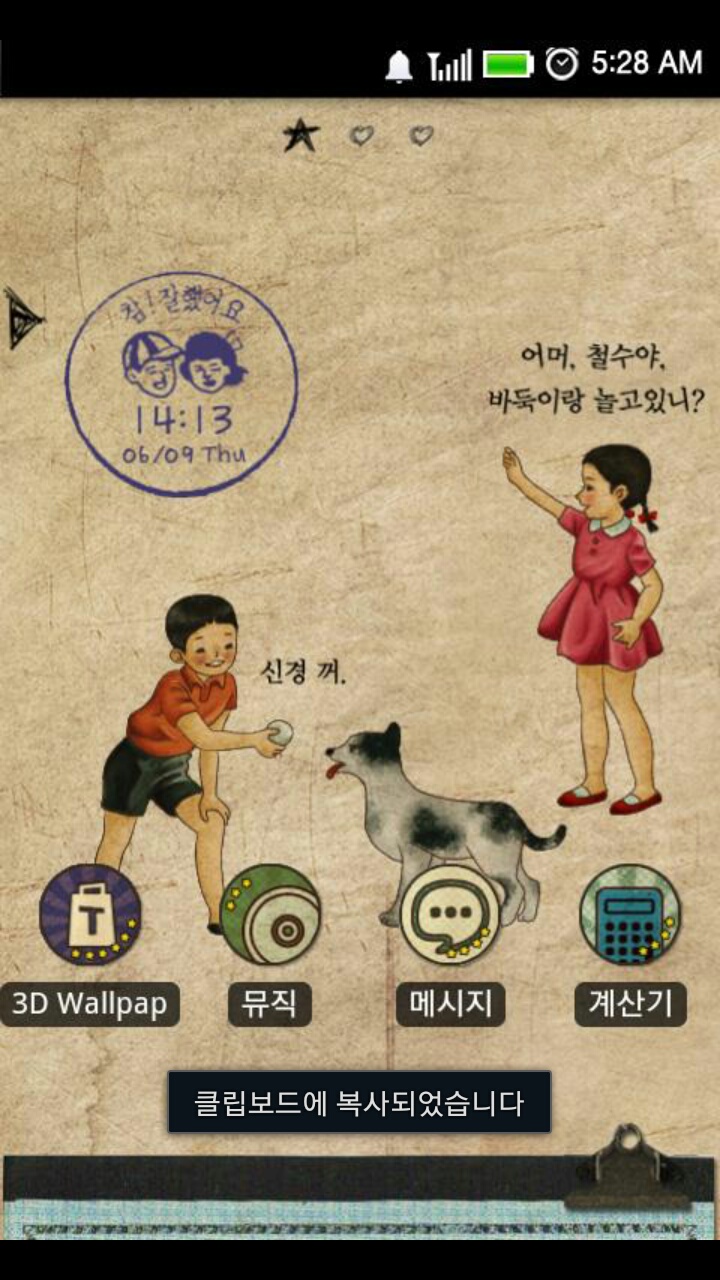 5:28 AM
참! 잘했어요
14:13
06/09 Thu
어머, 철수야,
바둑이랑 놀고있니?
신경 꺼.
T
3D Wallpap
뮤직
메시지
계산기
클립보드에 복사되었습니다